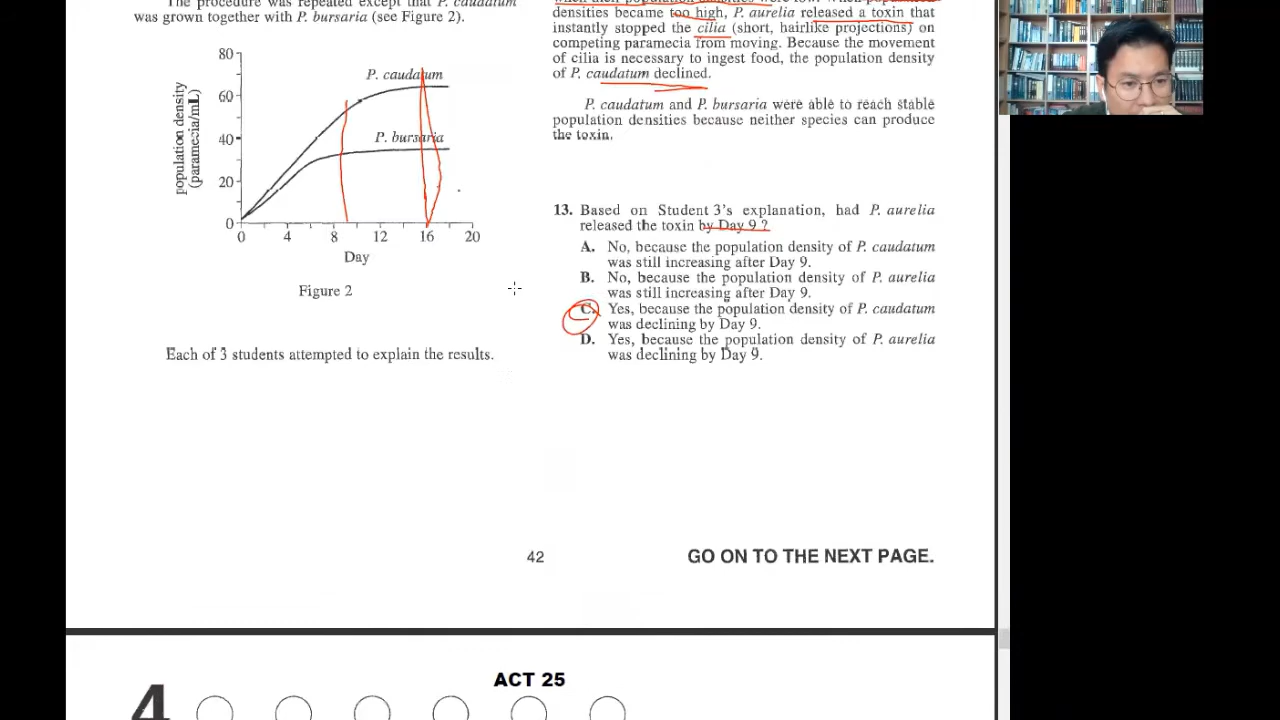 The procedure was repeated except that P. caudatum
was grown together with P. bursaria (see Figure 2).
80
60
40
20
0
population density
(paramecia/mL)
P. caudatum
P. bursaria
0 4 8 12 16 20
Day
Figure 2
Each of 3 students attempted to explain the results.
when their population densities were low. When population
densities became too high, P. aurelia released a toxin that
instantly stopped the cilia (short, hairlike projections) on
competing paramecia from moving. Because the movement
of cilia is necessary to ingest food, the population density
of P. caudatum declined.
P. caudatum and P. bursaria were able to reach stable
population densities because neither species can produce
the toxin.
13. Based on Student 3's explanation, had P. aurelia
released the toxin by Day 9 ?
A. No, because the population density of P. caudatum
was still increasing after Day 9.
B. No, because the population density of P. aurelia
was still increasing after Day 9.
C. Yes, because the population density of P. caudatum
was declining by Day 9.
D. Yes, because the population density of P. aurelia
was declining by Day 9.
42
GO ON TO THE NEXT PAGE.
ACT 25
4